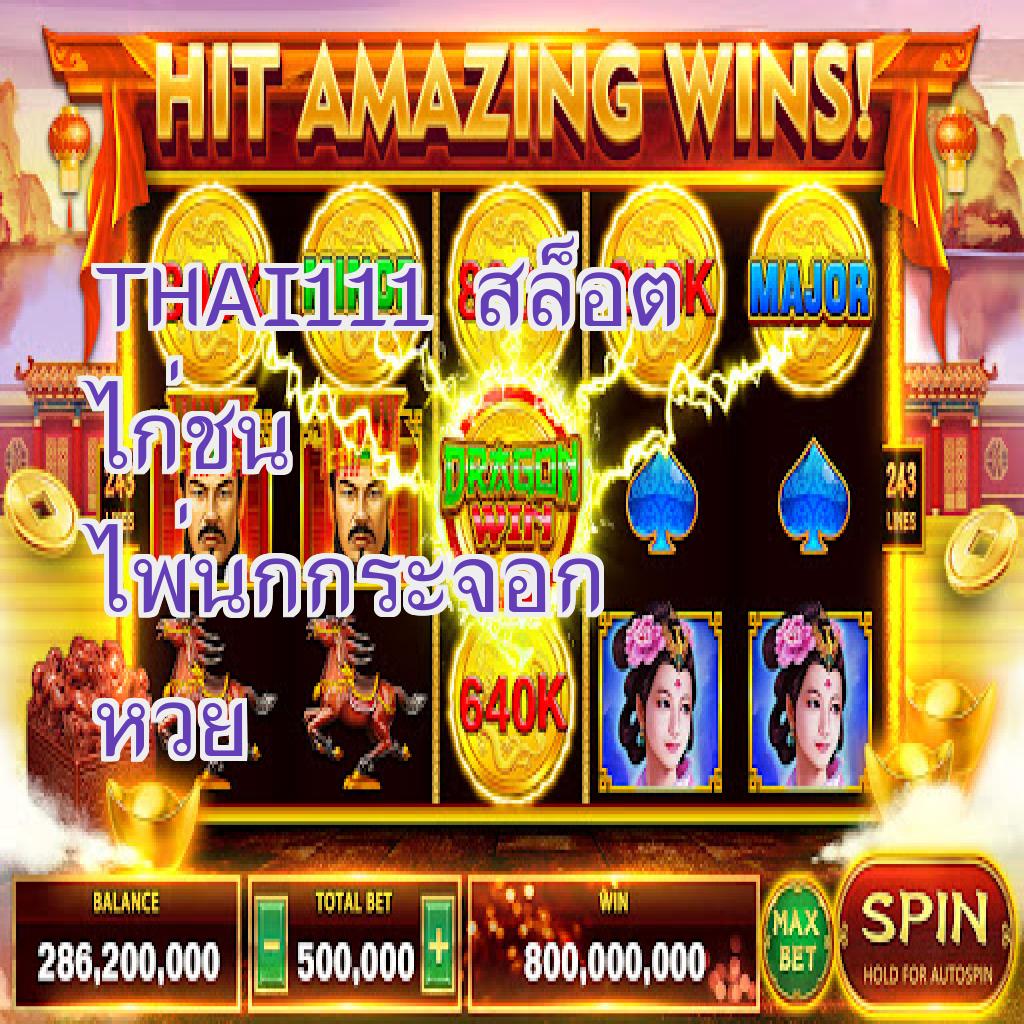 HIT AMAZING WINS!
THAI111 สล็อต
MAJOR
ไก่ชน
DRAGON
WIN
243
LINES
243
LINES
ไพ่นกกระจอก
640K
หวย
BALANCE
TOTAL BET
WIN
286,200,000
-
500,000
+
800,000,000
MAX
BET
SPIN
HOLD FOR AUTOSPIN